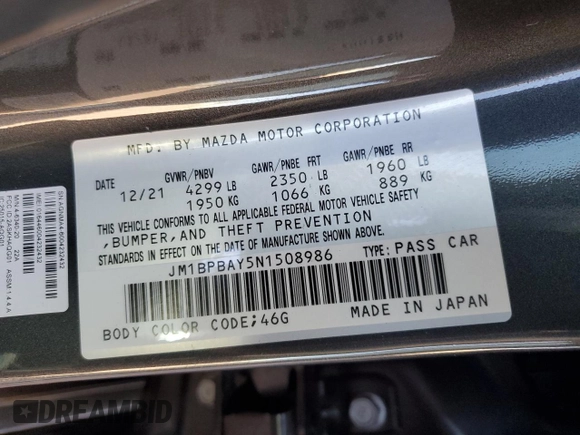 MFD. BY MAZDA MOTOR CORPORATION
DATE GVWR/PNBV GAWR/PNBE FRT GAWR/PNBE RR
12/21 4299 LB 2350 LB 1960 LB
1950 KG 1066 KG 889 KG
THIS VEHICLE CONFORMS TO ALL APPLICABLE FEDERAL MOTOR VEHICLE SAFETY
,BUMPER,AND THEFT PREVENTION
STANDARDS IN EFFECT ON THE DATE OF MANUFACTURE SHOWN ABOVE.
JM1BPBAY5N1508986 TYPE:PASS CAR
BODY COLOR CODE;46G MADE IN JAPAN
DREAMBID